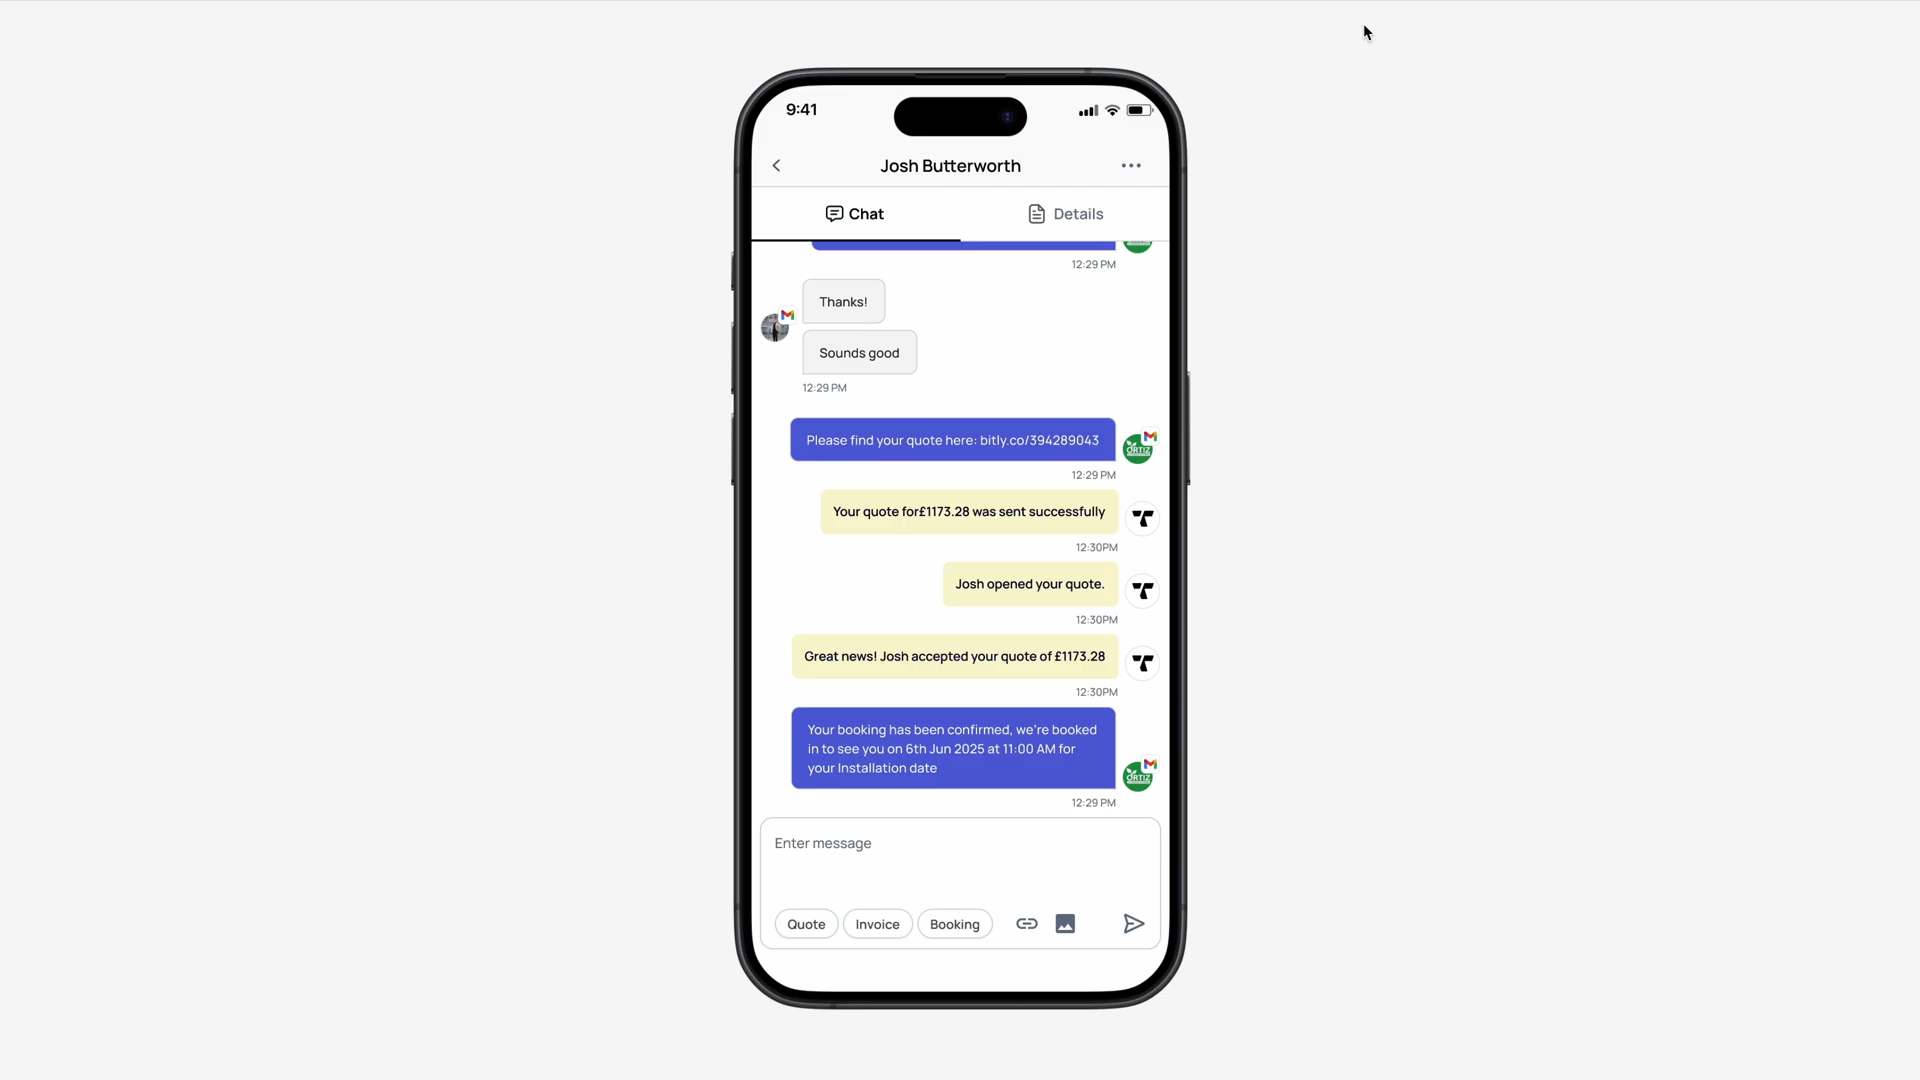 9:41
Josh Butterworth
Chat
Details
12:29 PM
Thanks!
Sounds good
12:29 PM
Please find your quote here: bitly.co/394289043
ORTIZ
12:29 PM
Your quote for£1173.28 was sent successfully
12:30PM
Josh opened your quote.
12:30PM
Great news! Josh accepted your quote of £1173.28
12:30PM
Your booking has been confirmed, we're booked
in to see you on 6th Jun 2025 at 11:00 AM for
your Installation date
ORTIZ
12:29 PM
Enter message
Quote
Invoice
Booking